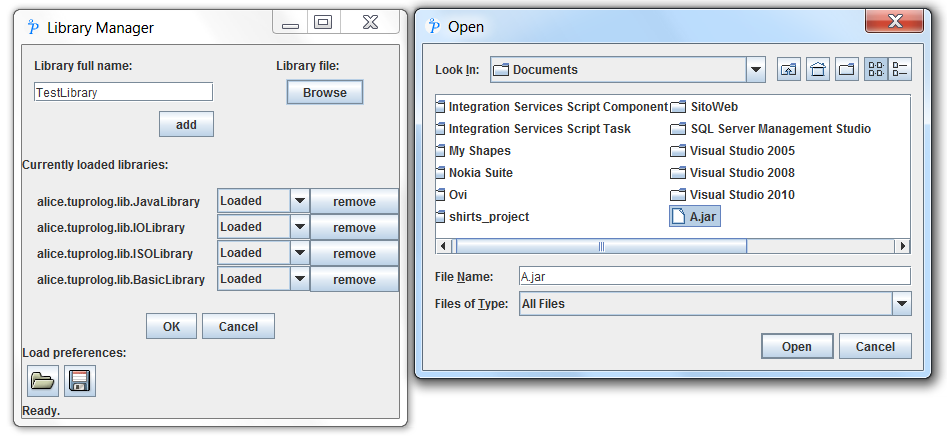 Library Manager
Library full name:
Library file:
TestLibrary
Browse
add
Currently loaded libraries:
alice.tuprolog.lib.JavaLibrary Loaded remove
alice.tuprolog.lib.IOLibrary Loaded remove
alice.tuprolog.lib.ISOLibrary Loaded remove
alice.tuprolog.lib.BasicLibrary Loaded remove
OK Cancel
Load preferences:
Ready.
Open
Look In: Documents
Integration Services Script Component SitoWeb
Integration Services Script Task SQL Server Management Studio
My Shapes Visual Studio 2005
Nokia Suite Visual Studio 2008
Ovi Visual Studio 2010
shirts_project A.jar
File Name: A.jar
Files of Type: All Files
Open Cancel